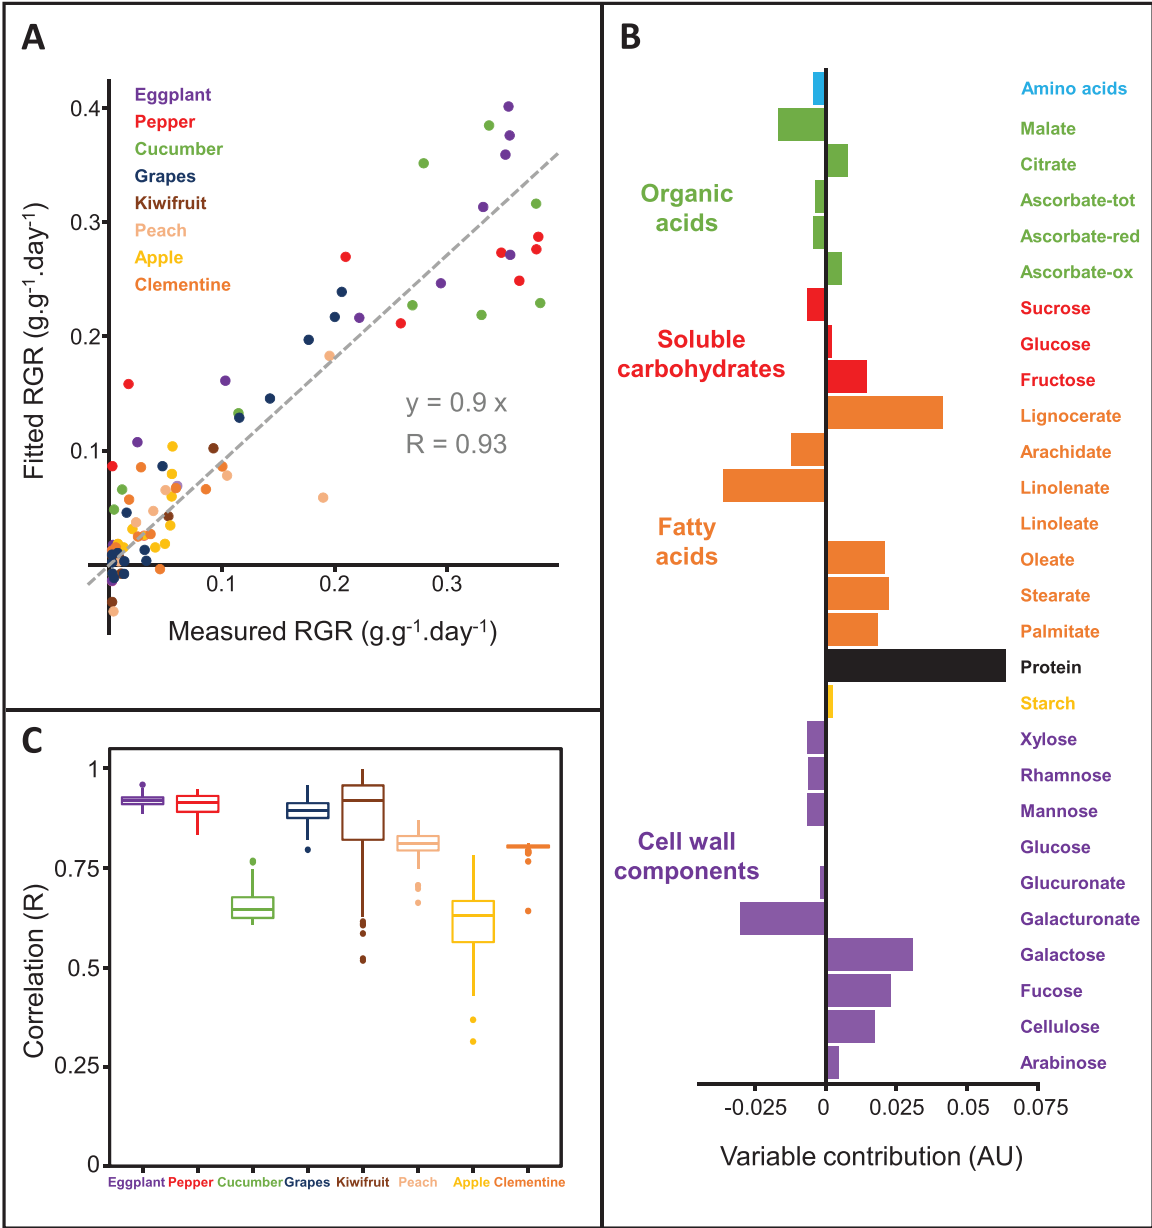 A
Eggplant
Pepper
Cucumber
Grapes
Kiwifruit
Peach
Apple
Clementine
0.4
0.3
0.2
0.1
0.1
0.2
0.3
y = 0.9 x
R = 0.93
Fitted RGR (g.g⁻¹.day⁻¹)
Measured RGR (g.g⁻¹.day⁻¹)
B
Amino acids
Malate
Citrate
Ascorbate-tot
Ascorbate-red
Ascorbate-ox
Sucrose
Glucose
Fructose
Lignocerate
Arachidate
Linolenate
Linoleate
Oleate
Stearate
Palmitate
Protein
Starch
Xylose
Rhamnose
Mannose
Glucose
Glucuronate
Galacturonate
Galactose
Fucose
Cellulose
Arabinose
Organic
acids
Soluble
carbohydrates
Fatty
acids
Cell wall
components
-0.025
0
0.025
0.05
0.075
Variable contribution (AU)
C
1
0.75
0.5
0.25
0
Correlation (R)
Eggplant
Pepper
Cucumber
Grapes
Kiwifruit
Peach
Apple
Clementine